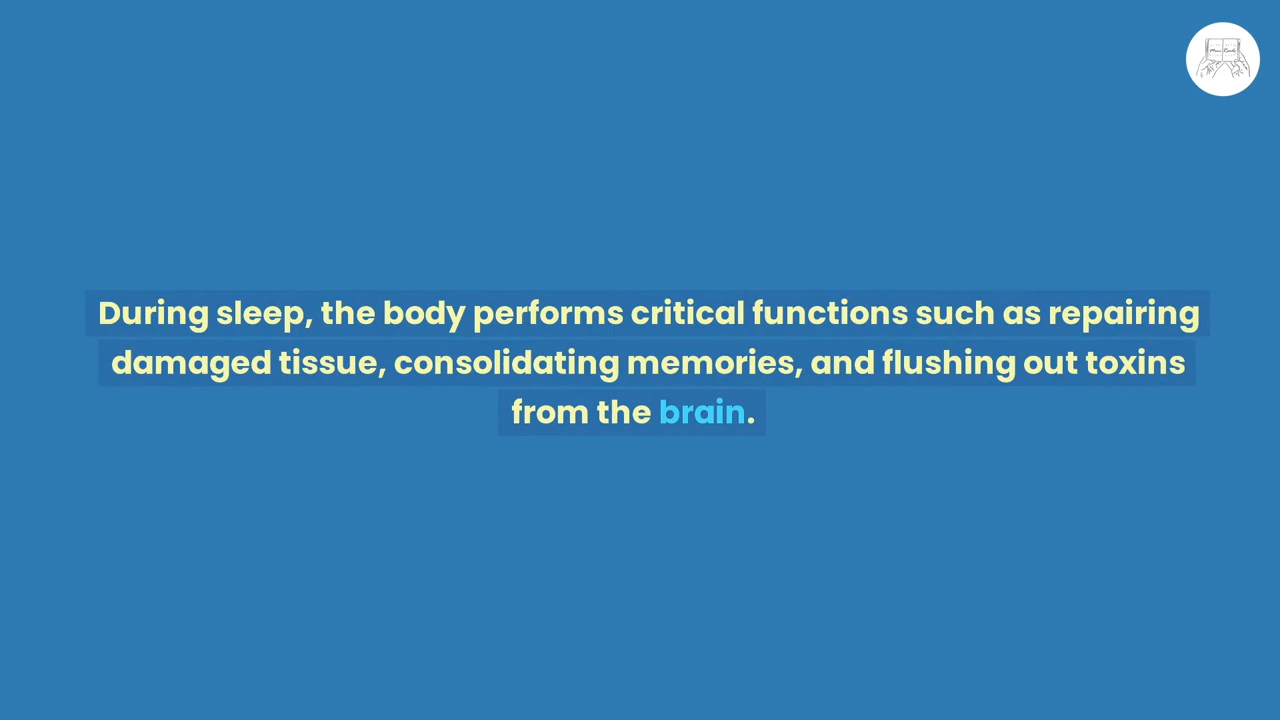 During sleep, the body performs critical functions such as repairing
damaged tissue, consolidating memories, and flushing out toxins
from the brain.